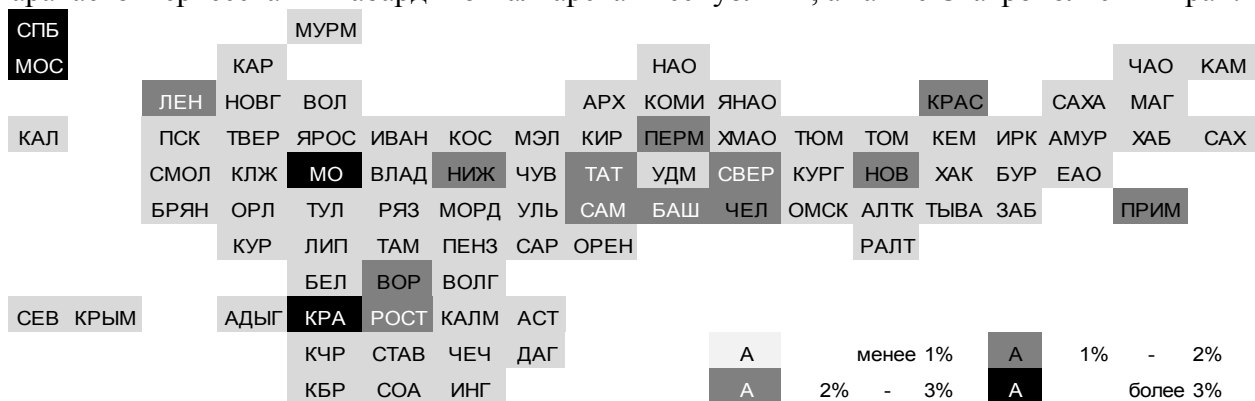 СПБ МУРМ
МОС КАР НАО ЧАО КАМ
ЛЕН НОВГ ВОЛ АРХ КОМИ ЯНАО КРАС САХА МАГ
КАЛ ПСК ТВЕР ЯРОС ИВАН КОС МЭЛ КИР ПЕРМ ХМАО ТЮМ ТОМ КЕМ ИРК АМУР ХАБ САХ
СМОЛ КЛЖ МО ВЛАД НИЖ ЧУВ ТАТ УДМ СВЕР КУРГ НОВ ХАК БУР ЕАО
БРЯН ОРЛ ТУЛ РЯЗ МОРД УЛЬ САМ БАШ ЧЕЛ ОМСК АЛТК ТЫВА ЗАБ ПРИМ
КУР ЛИП ТАМ ПЕНЗ САР ОРЕН РАЛТ
БЕЛ ВОР ВОЛГ
СЕВ КРЫМ АДЫГ КРА РОСТ КАЛМ АСТ
КЧР СТАВ ЧЕЧ ДАГ А менее 1% А 1% - 2%
КБР СОА ИНГ А 2% - 3% А более 3%